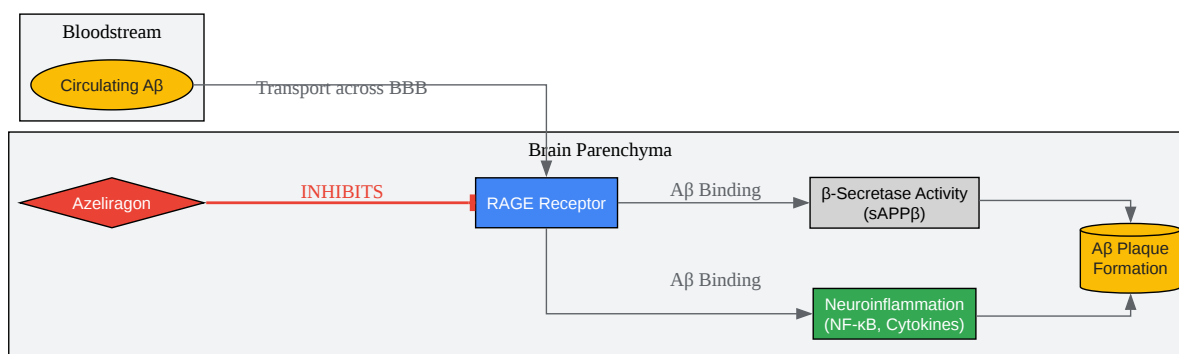 Bloodstream
Circulating Aβ
Transport across BBB
Brain Parenchyma
Azeliragon
INHIBITS
RAGE Receptor
Aβ Binding
β-Secretase Activity
(sAPPβ)
Aβ Plaque
Formation
Aβ Binding
Neuroinflammation
(NF-κB, Cytokines)